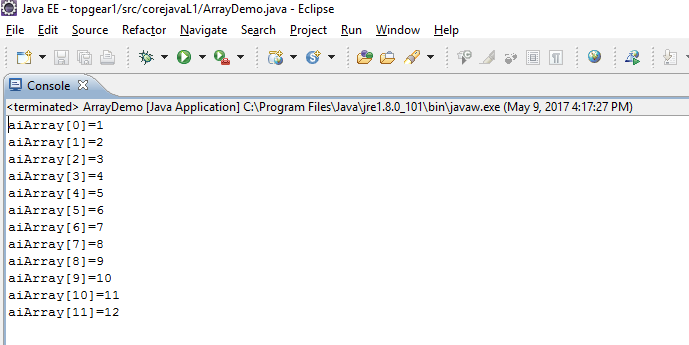 Java EE - topgear1/src/corejavaL1/ArrayDemo.java - Eclipse
File Edit Source Refactor Navigate Search Project Run Window Help
Console
<terminated> ArrayDemo [Java Application] C:\Program Files\Java\jre1.8.0_101\bin\javaw.exe (May 9, 2017 4:17:27 PM)
aiArray[0]=1
aiArray[1]=2
aiArray[2]=3
aiArray[3]=4
aiArray[4]=5
aiArray[5]=6
aiArray[6]=7
aiArray[7]=8
aiArray[8]=9
aiArray[9]=10
aiArray[10]=11
aiArray[11]=12